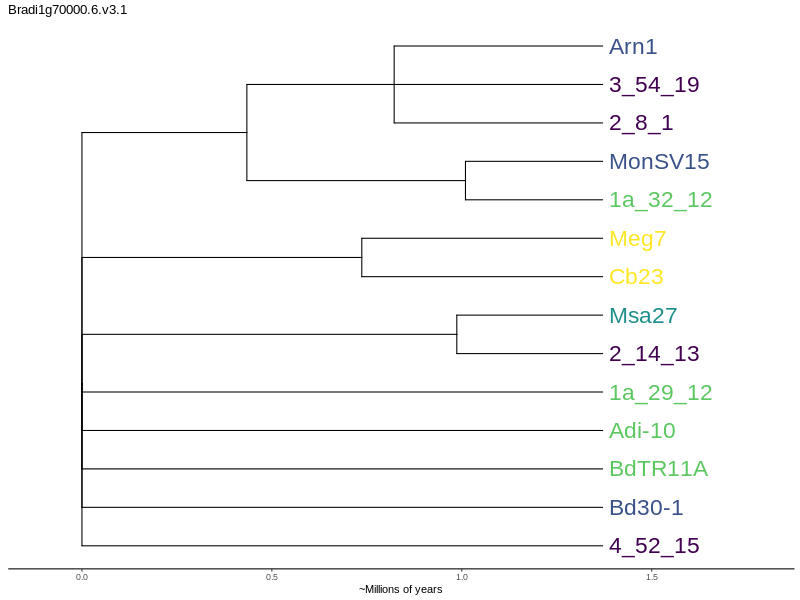 Bradi1g70000.6.v3.1
Arn1
3_54_19
2_8_1
MonSV15
1a_32_12
Meg7
Cb23
Msa27
2_14_13
1a_29_12
Adi-10
BdTR11A
Bd30-1
4_52_15
0.0 0.5 1.0 1.5
~Millions of years